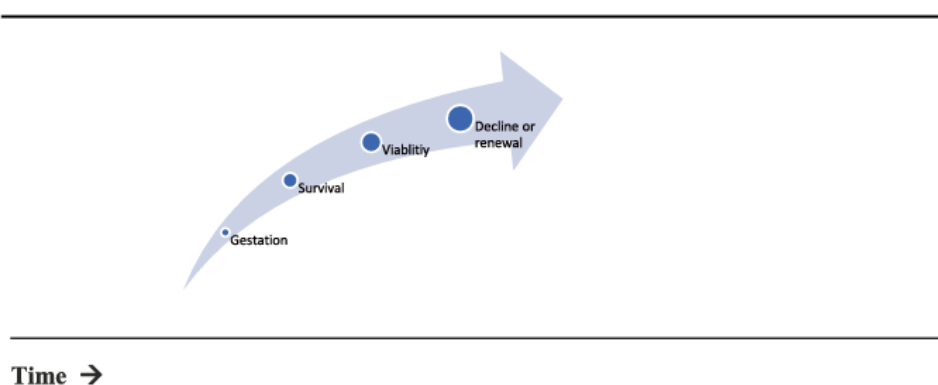 Decline or
renewal
Viablitiy
Survival
Gestation
Time →